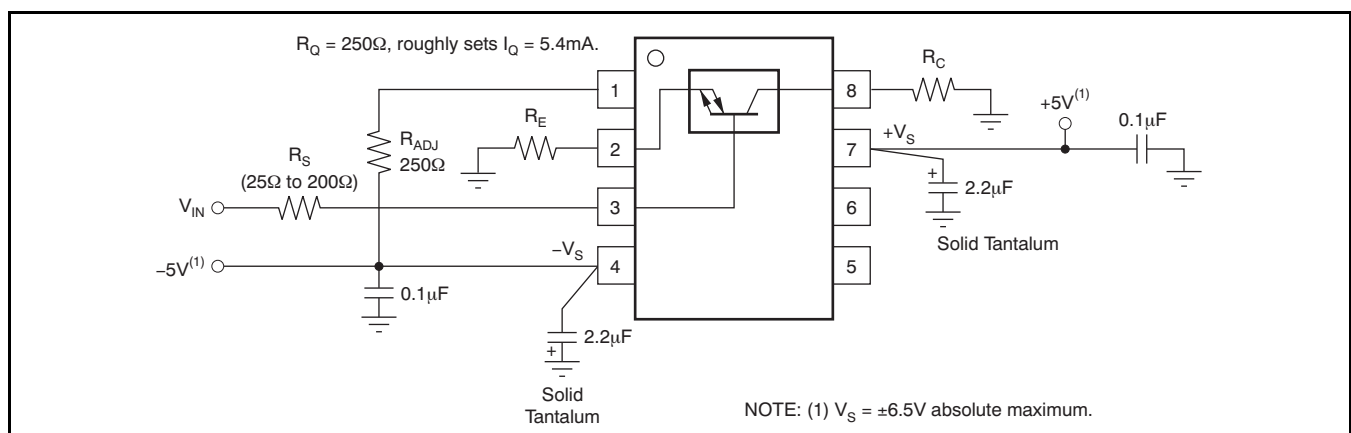 R_Q = 250Ω, roughly sets I_Q = 5.4mA.
1
8
R_C
+5V(1)
0.1μF
R_E
R_ADJ
250Ω
2
+V_S
7
R_S
(25Ω to 200Ω)
+
2.2μF
V_IN
3
6
Solid Tantalum
–V_S
–5V(1)
4
5
0.1μF
2.2μF
+
Solid
Tantalum
NOTE: (1) V_S = ±6.5V absolute maximum.